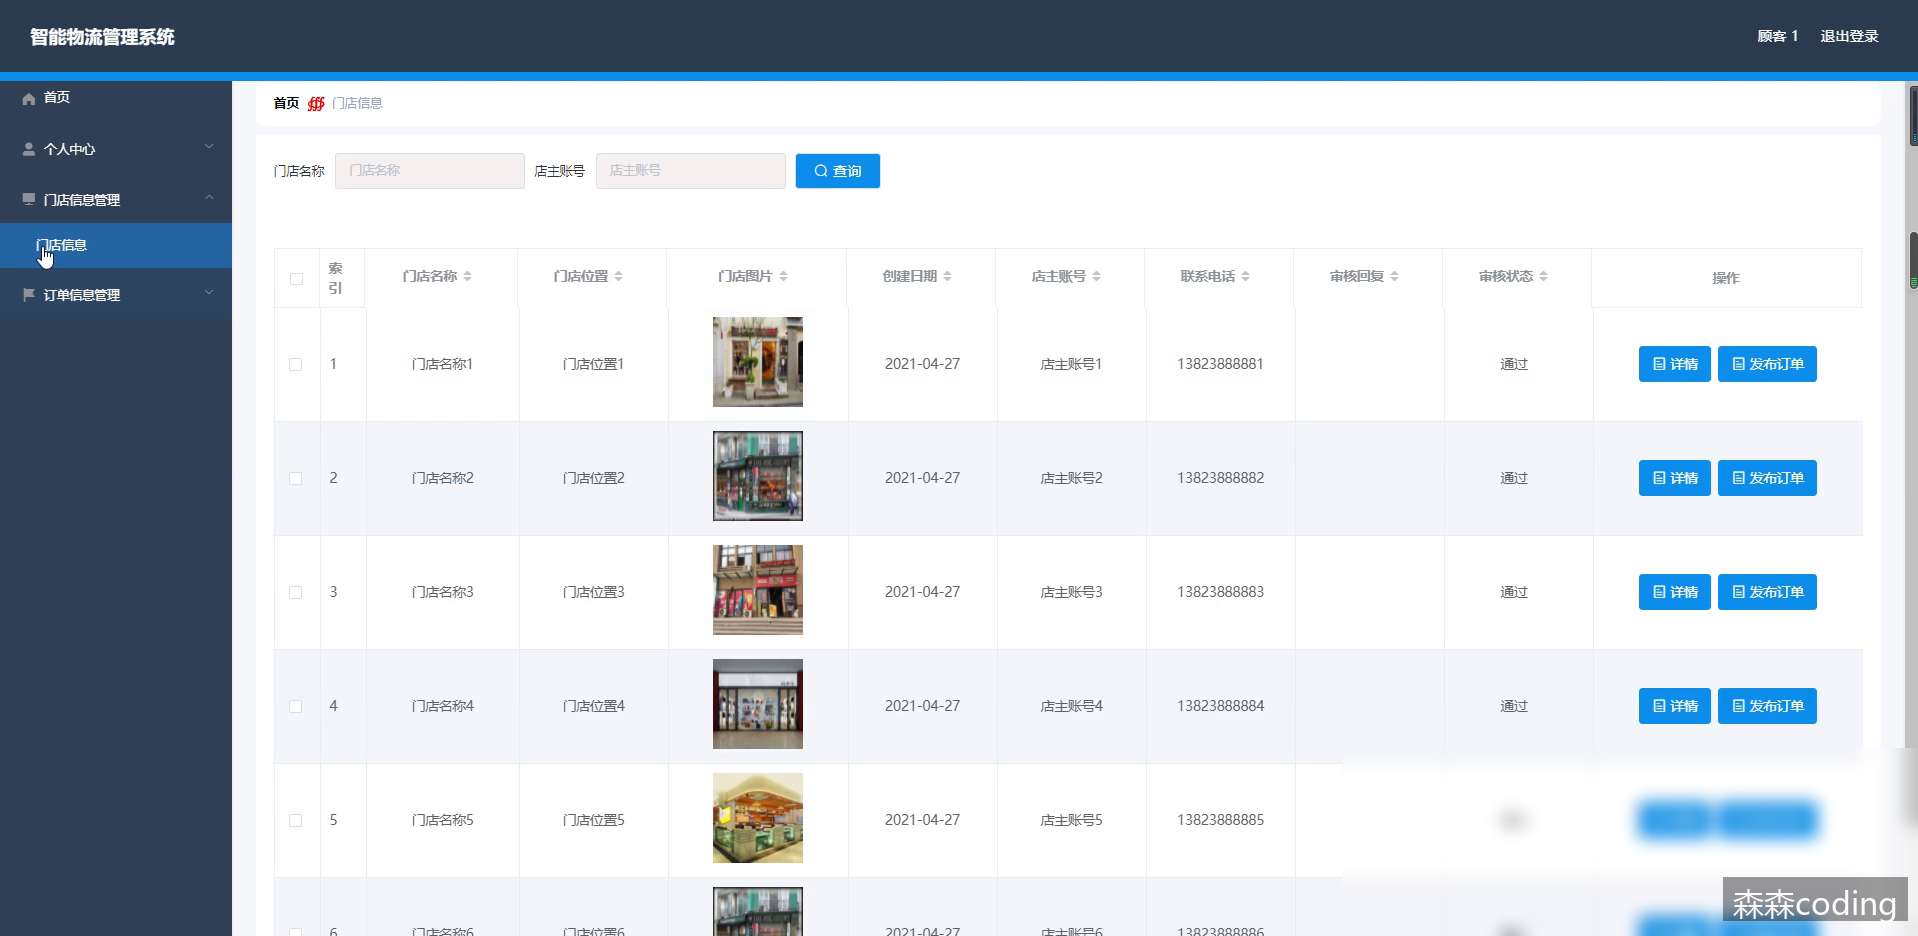 智能物流管理系统
顾客 1 退出登录
首页
个人中心
门店信息管理
门店信息
订单信息管理
首页 门店信息
门店名称 门店名称 店主账号 店主账号 查询
索引 门店名称 门店位置 门店图片 创建日期 店主账号 联系电话 审核回复 审核状态 操作
1 门店名称1 门店位置1 2021-04-27 店主账号1 13823888881 通过 详情 发布订单
2 门店名称2 门店位置2 2021-04-27 店主账号2 13823888882 通过 详情 发布订单
3 门店名称3 门店位置3 2021-04-27 店主账号3 13823888883 通过 详情 发布订单
4 门店名称4 门店位置4 2021-04-27 店主账号4 13823888884 通过 详情 发布订单
5 门店名称5 门店位置5 2021-04-27 店主账号5 13823888885
6 门店名称6 门店位置6 2021-04-27 店主账号6 13823888886
森森coding